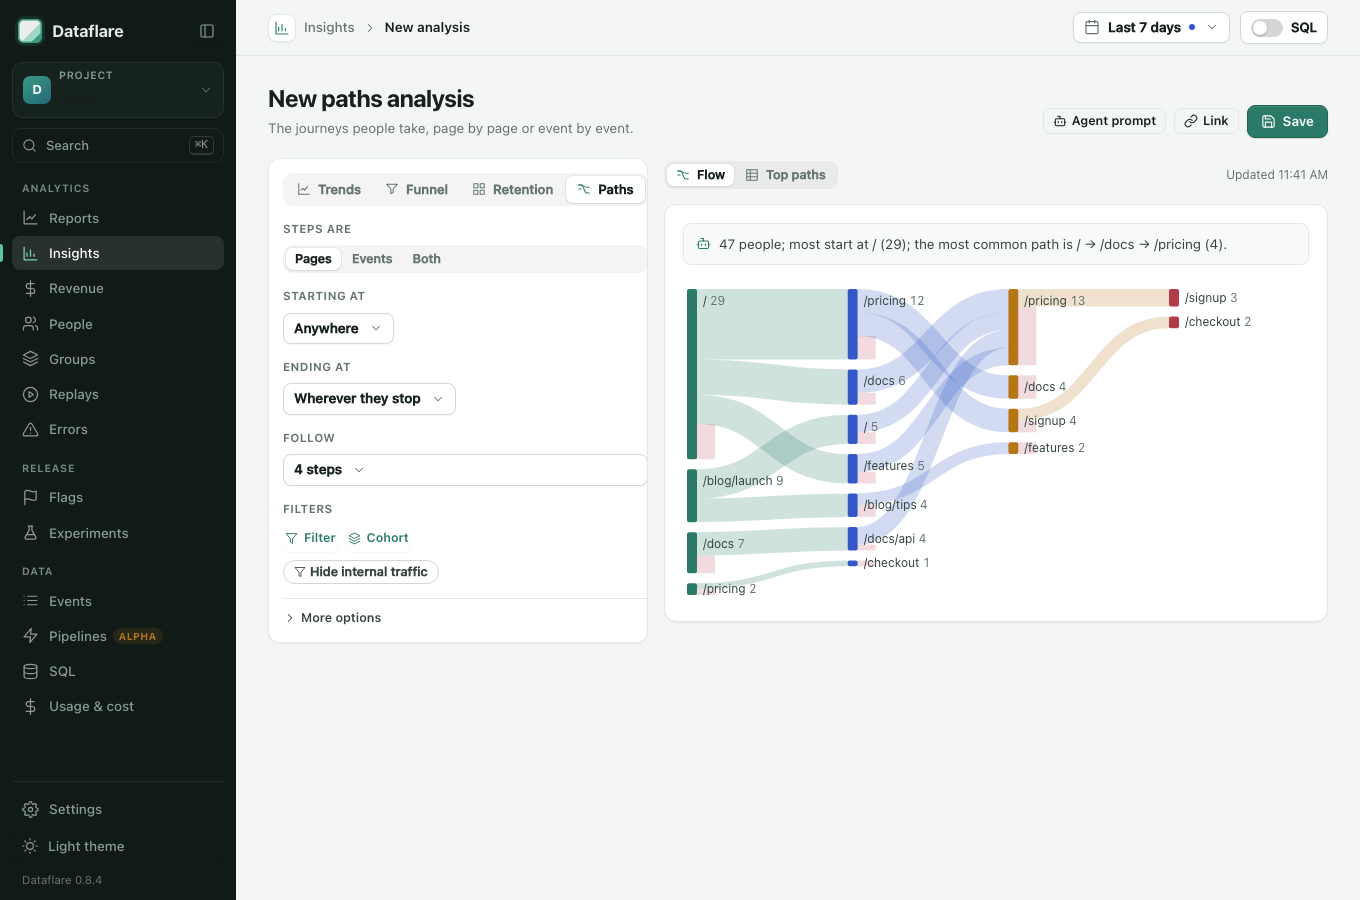 Dataflare
PROJECT
D
Search
⌘K
ANALYTICS
Reports
Insights
Revenue
People
Groups
Replays
Errors
RELEASE
Flags
Experiments
DATA
Events
Pipelines ALPHA
SQL
Usage & cost
Settings
Light theme
Dataflare 0.8.4
Insights > New analysis
Last 7 days
SQL
New paths analysis
The journeys people take, page by page or event by event.
Agent prompt
Link
Save
Trends
Funnel
Retention
Paths
STEPS ARE
Pages
Events
Both
STARTING AT
Anywhere
ENDING AT
Wherever they stop
FOLLOW
4 steps
FILTERS
Filter
Cohort
Hide internal traffic
More options
Flow
Top paths
Updated 11:41 AM
47 people; most start at / (29); the most common path is / → /docs → /pricing (4).
/ 29
/blog/launch 9
/docs 7
/pricing 2
/pricing 12
/docs 6
/ 5
/features 5
/blog/tips 4
/docs/api 4
/checkout 1
/pricing 13
/docs 4
/signup 4
/features 2
/signup 3
/checkout 2